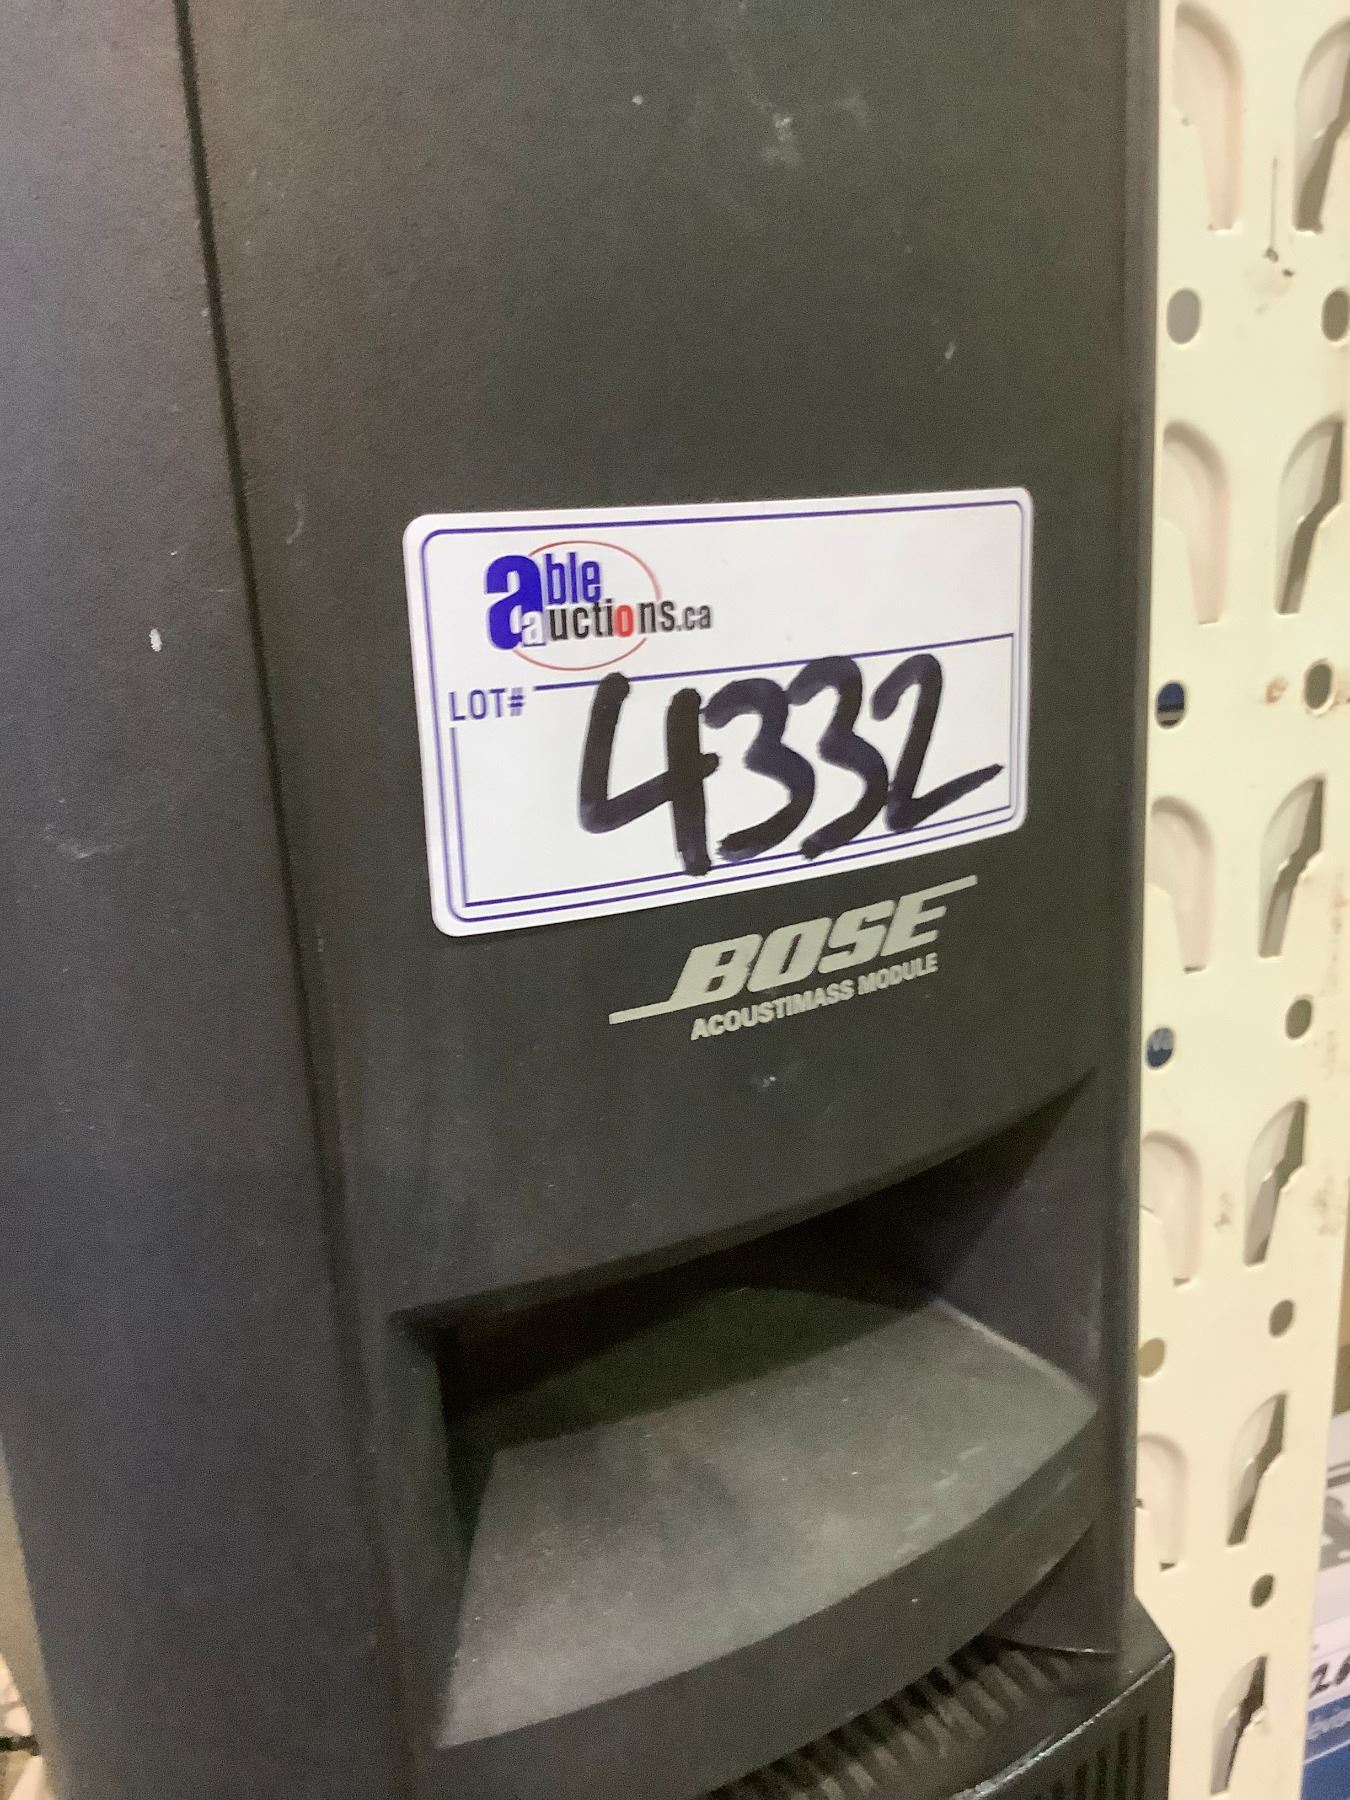 able
auctions.ca
LOT# 4332
BOSE
ACOUSTIMASS MODULE